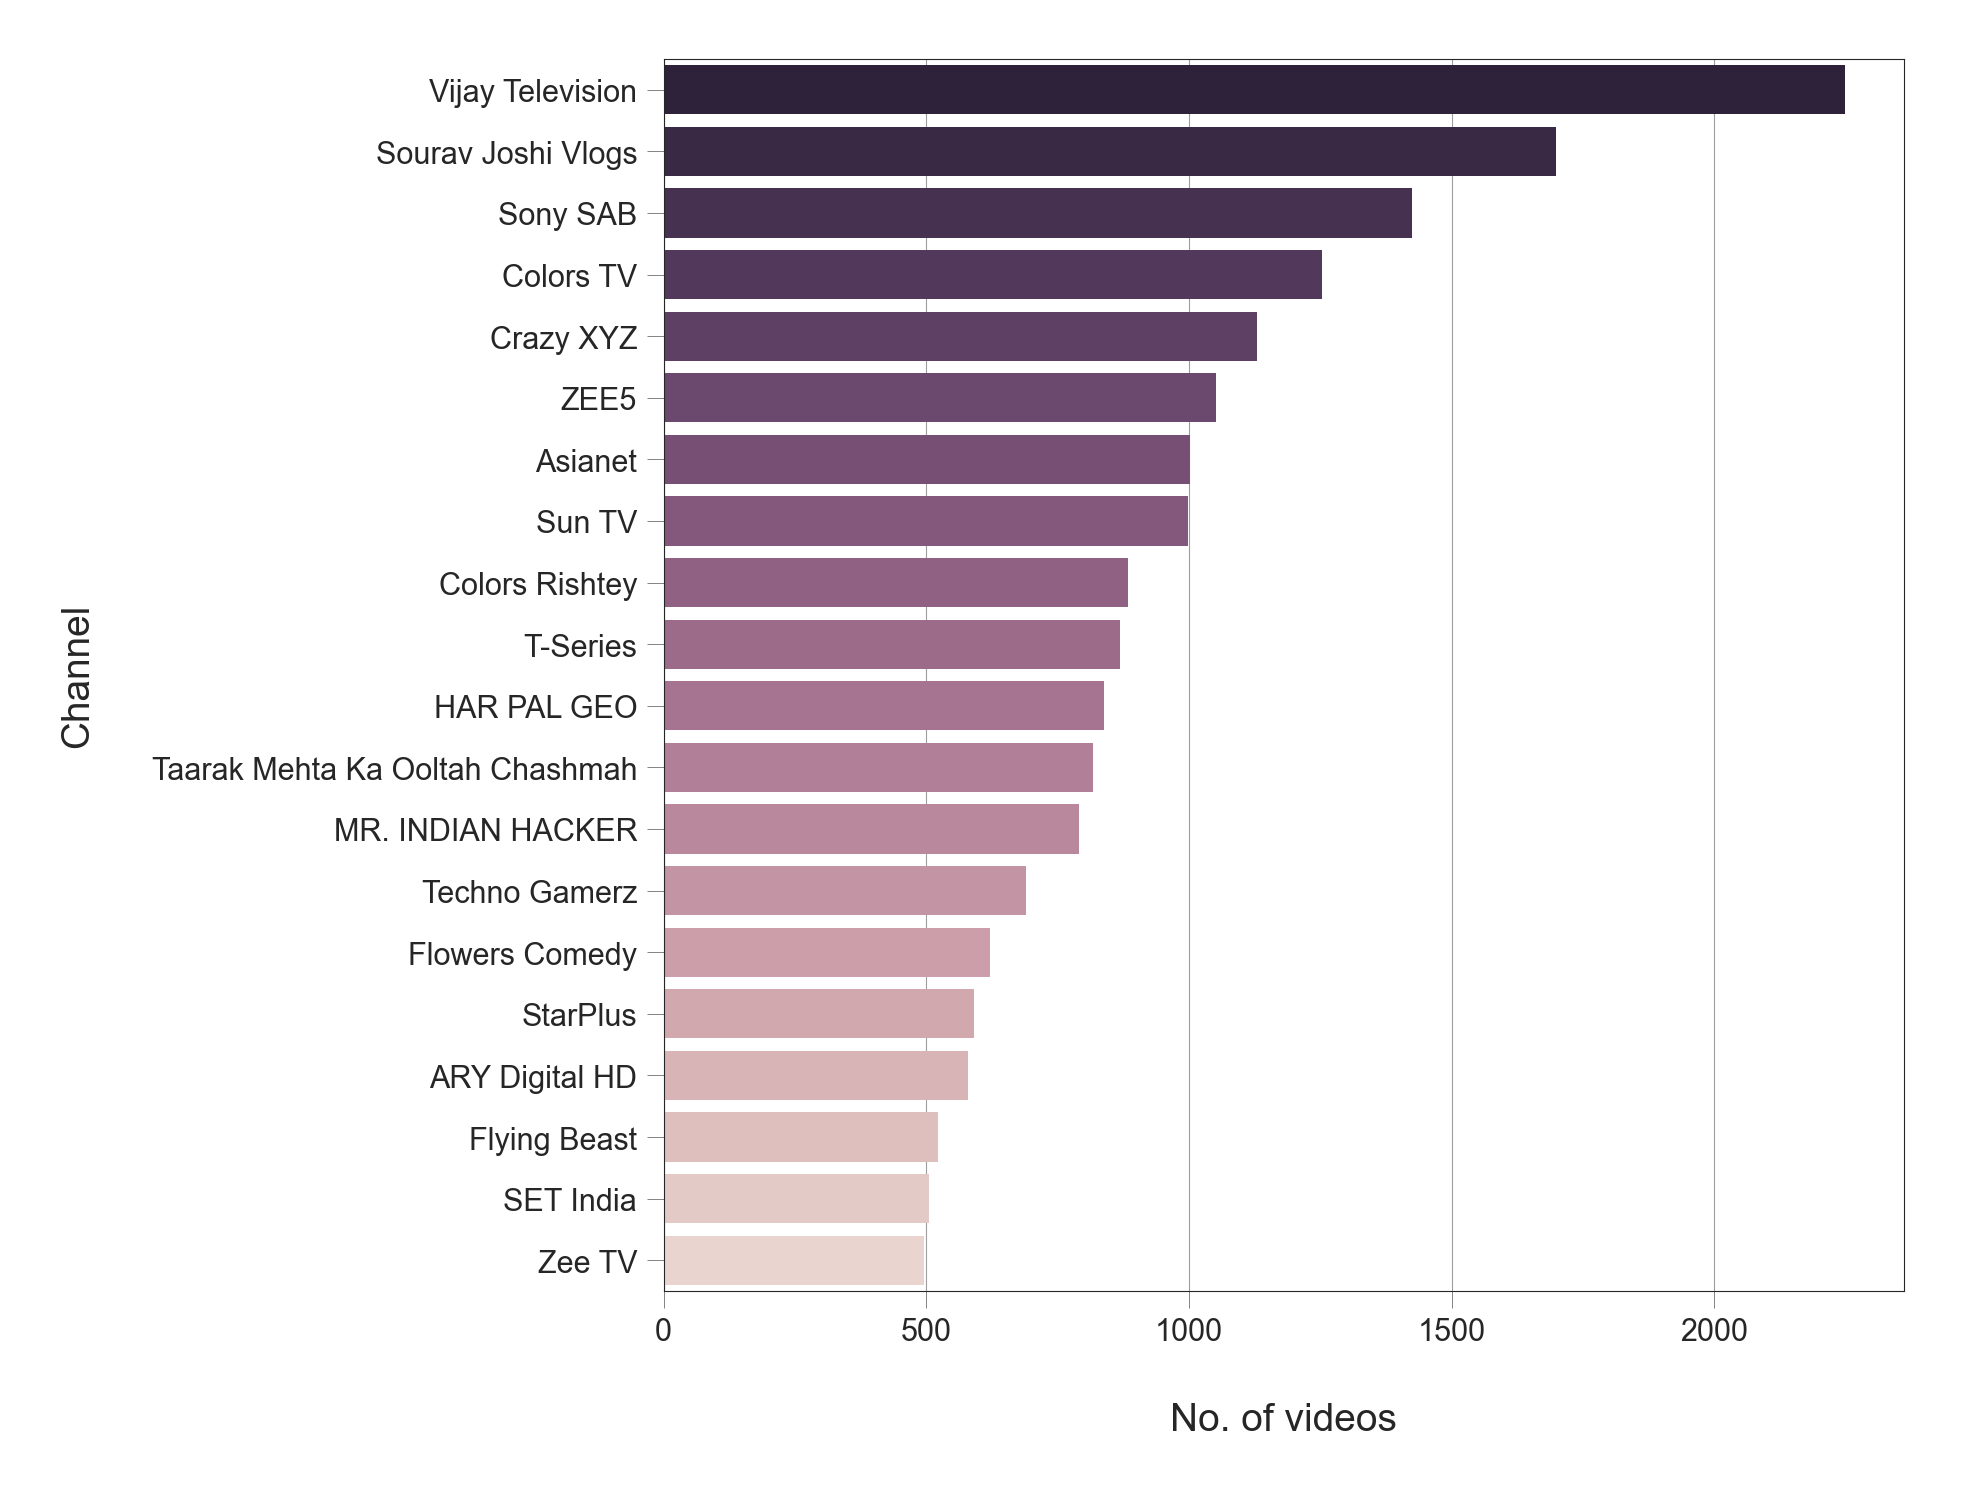 Vijay Television
Sourav Joshi Vlogs
Sony SAB
Colors TV
Crazy XYZ
ZEE5
Asianet
Sun TV
Colors Rishtey
T-Series
HAR PAL GEO
Taarak Mehta Ka Ooltah Chashmah
MR. INDIAN HACKER
Techno Gamerz
Flowers Comedy
StarPlus
ARY Digital HD
Flying Beast
SET India
Zee TV
Channel
0 500 1000 1500 2000
No. of videos